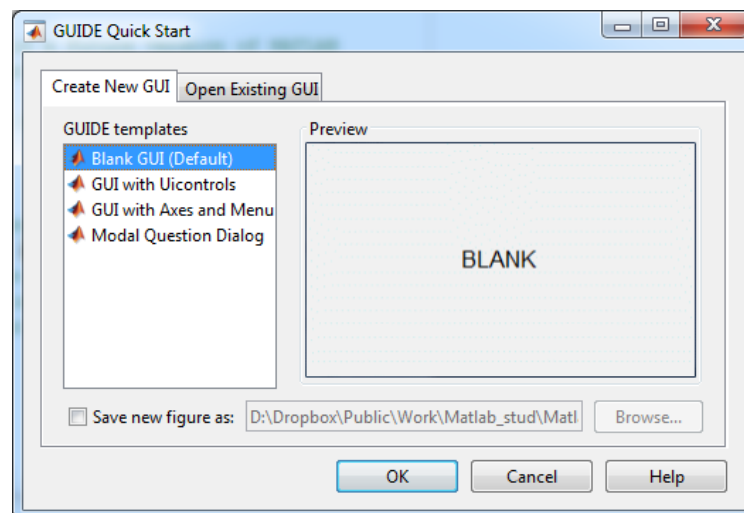 GUIDE Quick Start
Create New GUI
Open Existing GUI
GUIDE templates
Blank GUI (Default)
GUI with Uicontrols
GUI with Axes and Menu
Modal Question Dialog
Preview
BLANK
Save new figure as:
D:\Dropbox\Public\Work\Matlab_stud\Matl
Browse...
OK
Cancel
Help